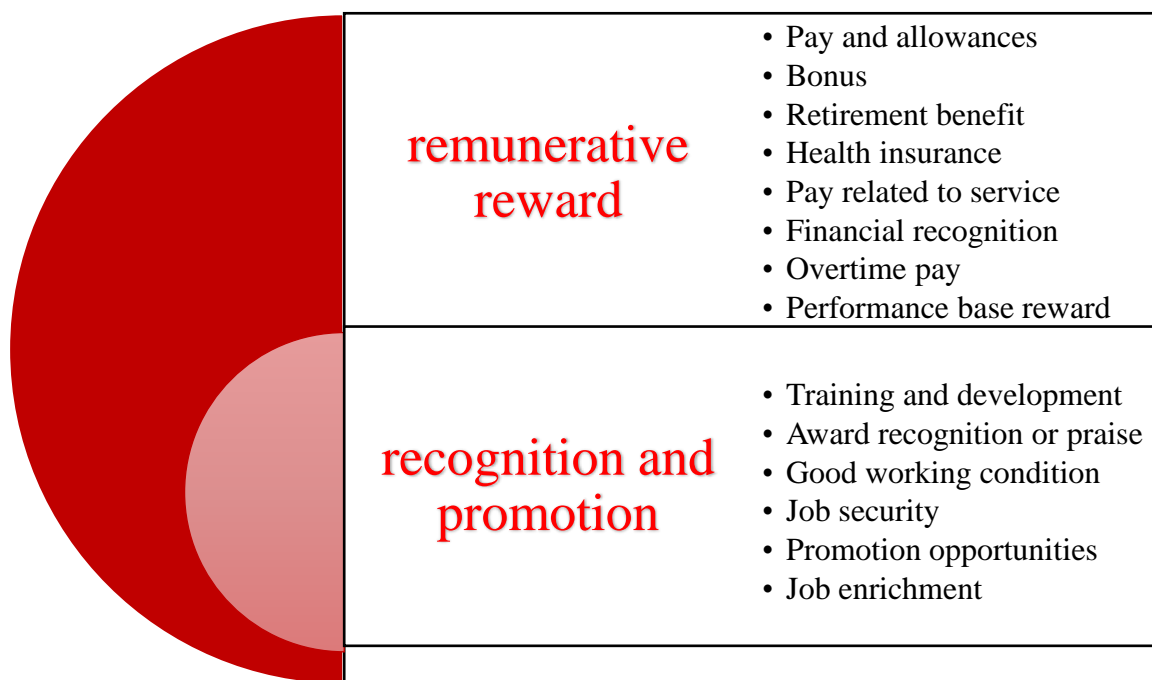 remunerative
reward
• Pay and allowances
• Bonus
• Retirement benefit
• Health insurance
• Pay related to service
• Financial recognition
• Overtime pay
• Performance base reward
recognition and
promotion
• Training and development
• Award recognition or praise
• Good working condition
• Job security
• Promotion opportunities
• Job enrichment